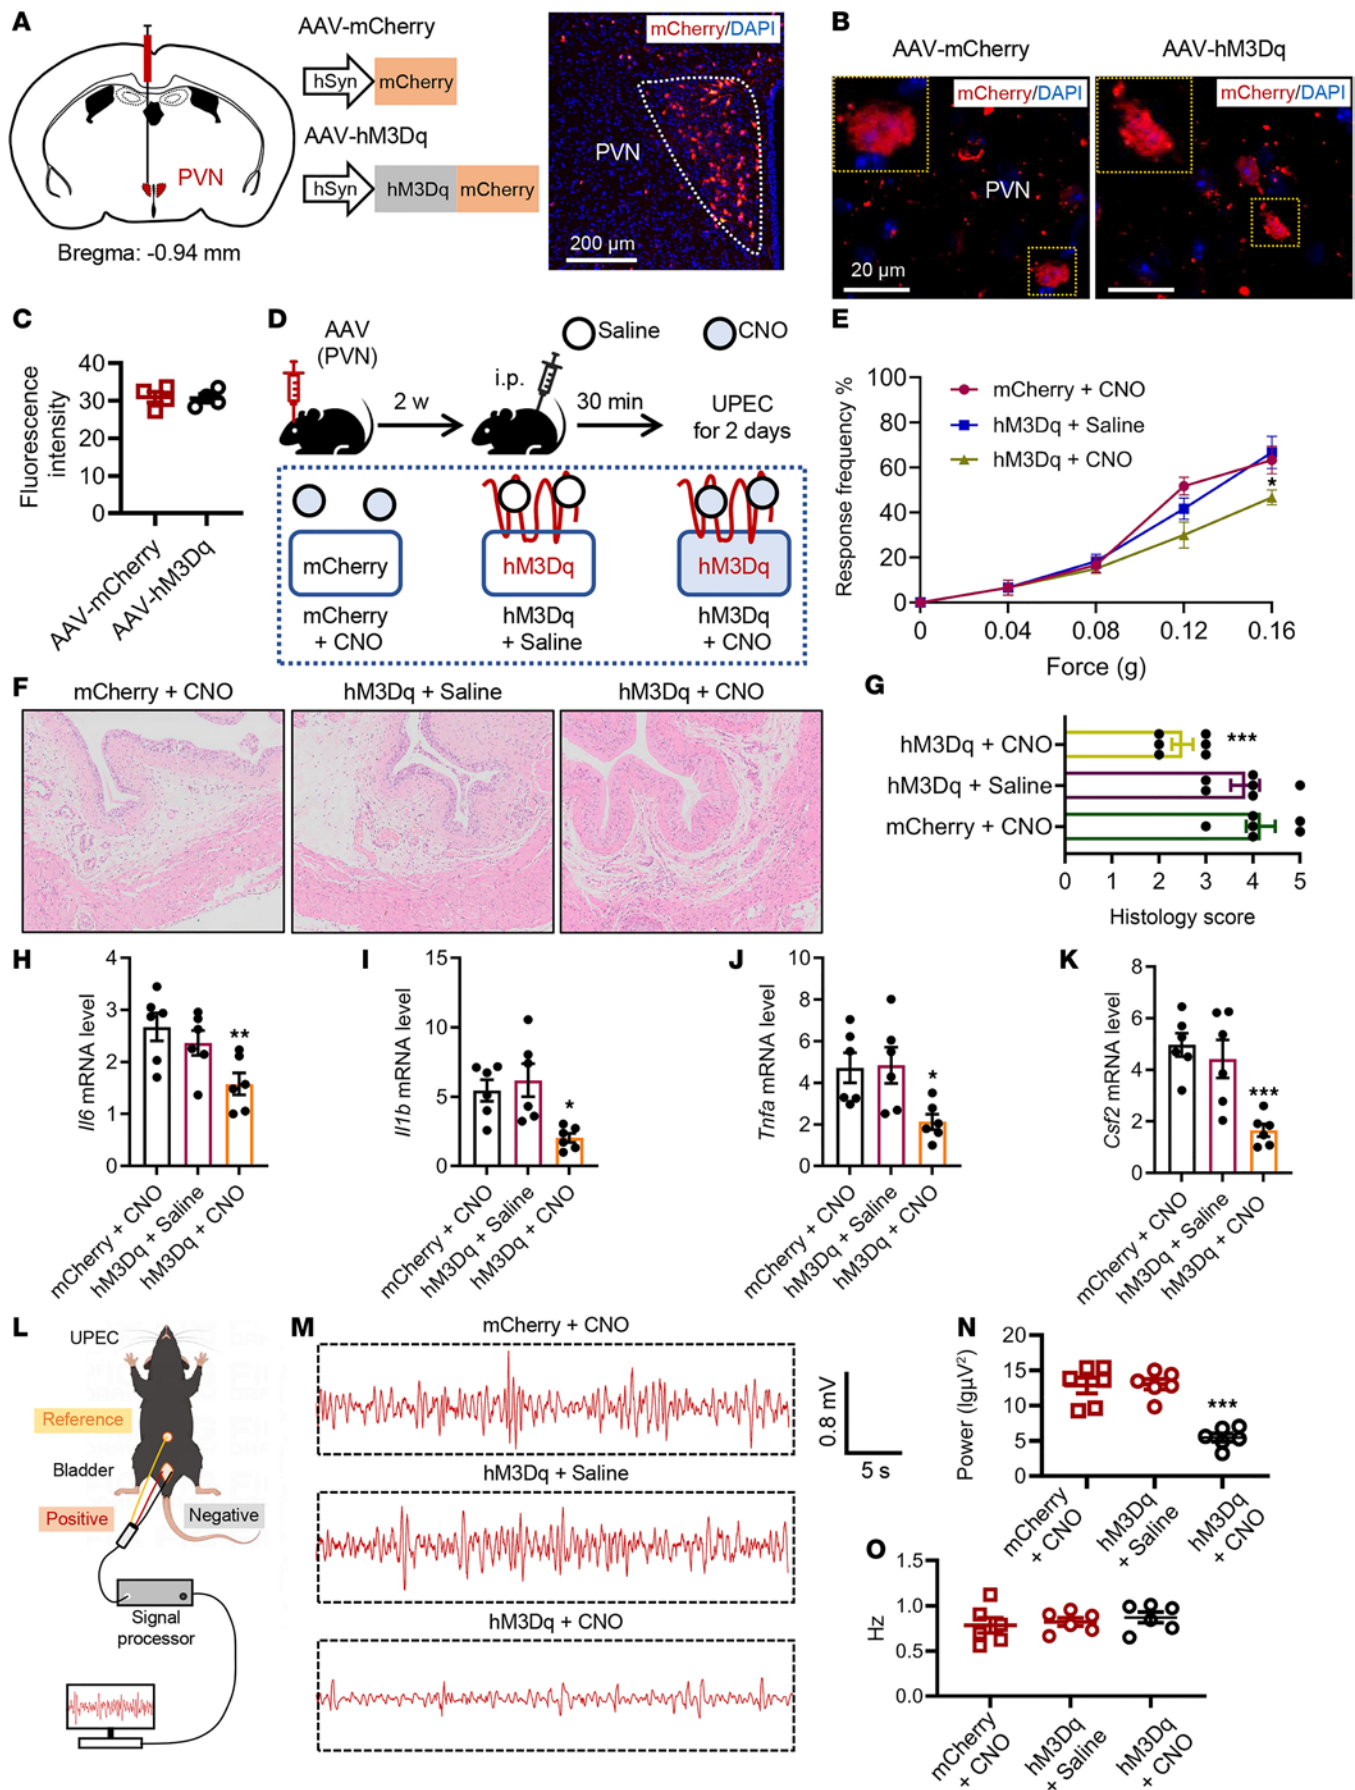 A
AAV-mCherry
hSyn
mCherry
AAV-hM3Dq
hSyn
hM3Dq
mCherry
PVN
Bregma: -0.94 mm
mCherry/DAPI
PVN
200 µm
B
AAV-mCherry
AAV-hM3Dq
mCherry/DAPI
PVN
20 µm
mCherry/DAPI
C
Fluorescence
intensity
40
30
20
10
0
AAV-mCherry
AAV-hM3Dq
D
AAV
(PVN)
Saline
CNO
2 w
i.p.
30 min
UPEC
for 2 days
mCherry
hM3Dq
hM3Dq
mCherry
+ CNO
hM3Dq
+ Saline
hM3Dq
+ CNO
E
Response frequency %
100
80
60
40
20
0
mCherry + CNO
hM3Dq + Saline
hM3Dq + CNO
*
0
0.04
0.08
0.12
0.16
Force (g)
F
mCherry + CNO
hM3Dq + Saline
hM3Dq + CNO
G
hM3Dq + CNO
***
hM3Dq + Saline
mCherry + CNO
0
1
2
3
4
5
Histology score
H
Il6 mRNA level
4
3
2
1
0
**
mCherry + CNO
hM3Dq + Saline
hM3Dq + CNO
I
Il1b mRNA level
15
10
5
0
*
mCherry + CNO
hM3Dq + Saline
hM3Dq + CNO
J
Tnfa mRNA level
10
8
6
4
2
0
*
mCherry + CNO
hM3Dq + Saline
hM3Dq + CNO
K
Csf2 mRNA level
8
6
4
2
0
***
mCherry + CNO
hM3Dq + Saline
hM3Dq + CNO
L
UPEC
Reference
Bladder
Positive
Negative
Signal
processor
M
mCherry + CNO
hM3Dq + Saline
hM3Dq + CNO
0.8 mV
5 s
N
Power (lgµV²)
20
15
10
5
0
***
mCherry
+ CNO
hM3Dq
+ Saline
hM3Dq
+ CNO
O
Hz
1.5
1.0
0.5
0.0
mCherry
+ CNO
hM3Dq
+ Saline
hM3Dq
+ CNO